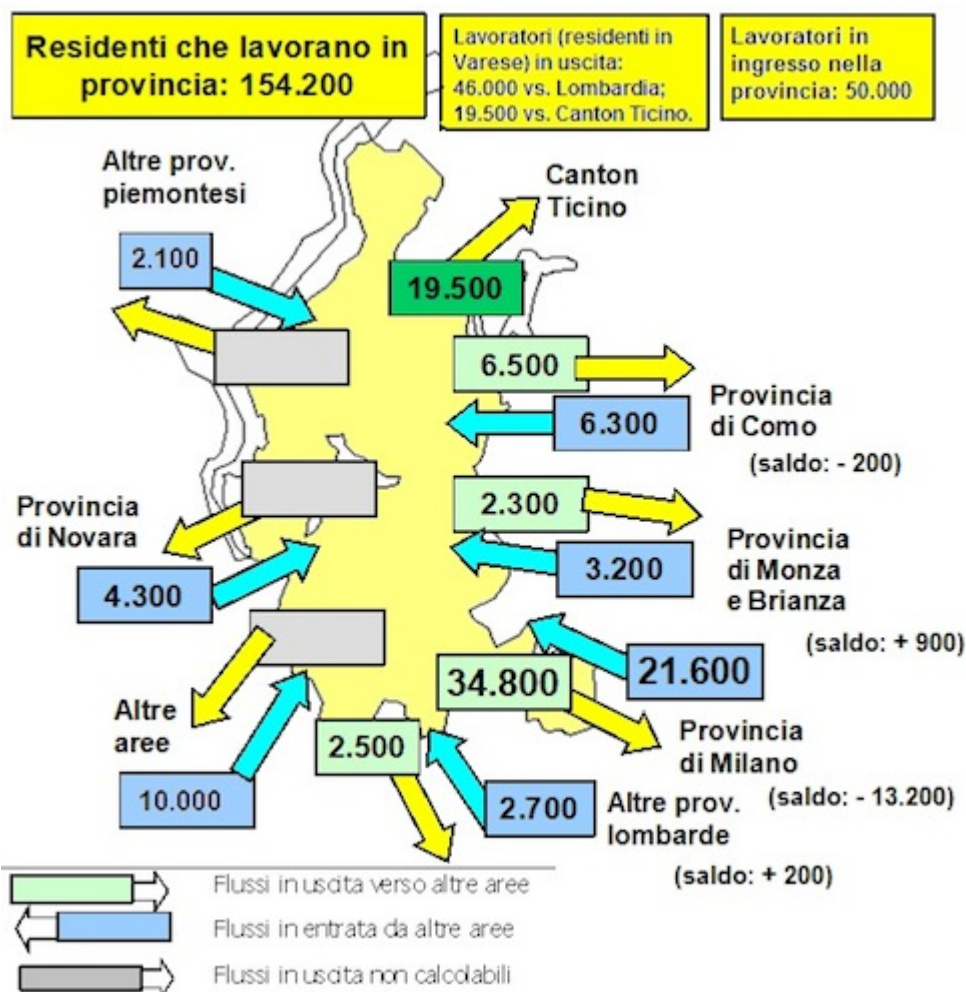 Residenti che lavorano in
provincia: 154.200
Lavoratori (residenti in
Varese) in uscita:
46.000 vs. Lombardia;
19.500 vs. Canton Ticino.
Lavoratori in
ingresso nella
provincia: 50.000
Altre prov.
piemontesi
2.100
Canton
Ticino
19.500
6.500
6.300
Provincia
di Como
(saldo: - 200)
Provincia
di Novara
4.300
2.300
3.200
Provincia
di Monza
e Brianza
(saldo: + 900)
21.600
34.800
Provincia
di Milano
(saldo: - 13.200)
Altre
aree
10.000
2.500
2.700
Altre prov.
lombarde
(saldo: + 200)
Flussi in uscita verso altre aree
Flussi in entrata da altre aree
Flussi in uscita non calcolabili